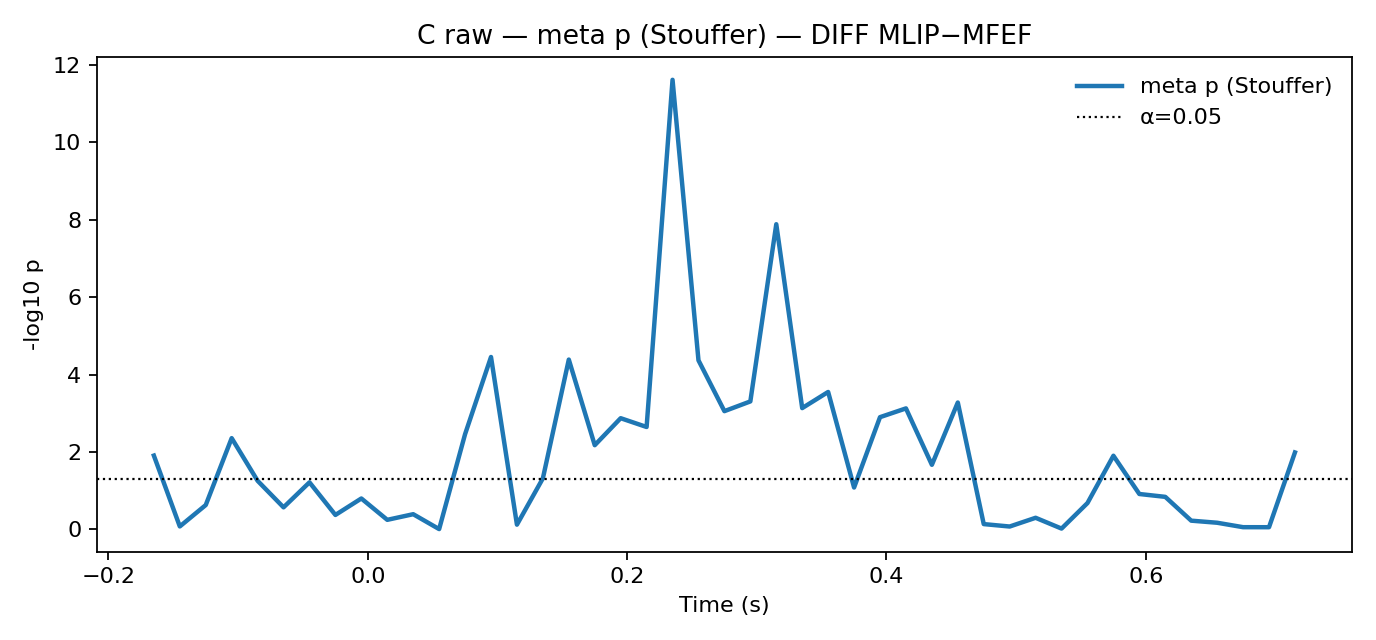 C raw — meta p (Stouffer) — DIFF MLIP−MFEF
meta p (Stouffer)
α=0.05
12
10
8
6
4
2
0
-log10 p
−0.2
0.0
0.2
0.4
0.6
Time (s)